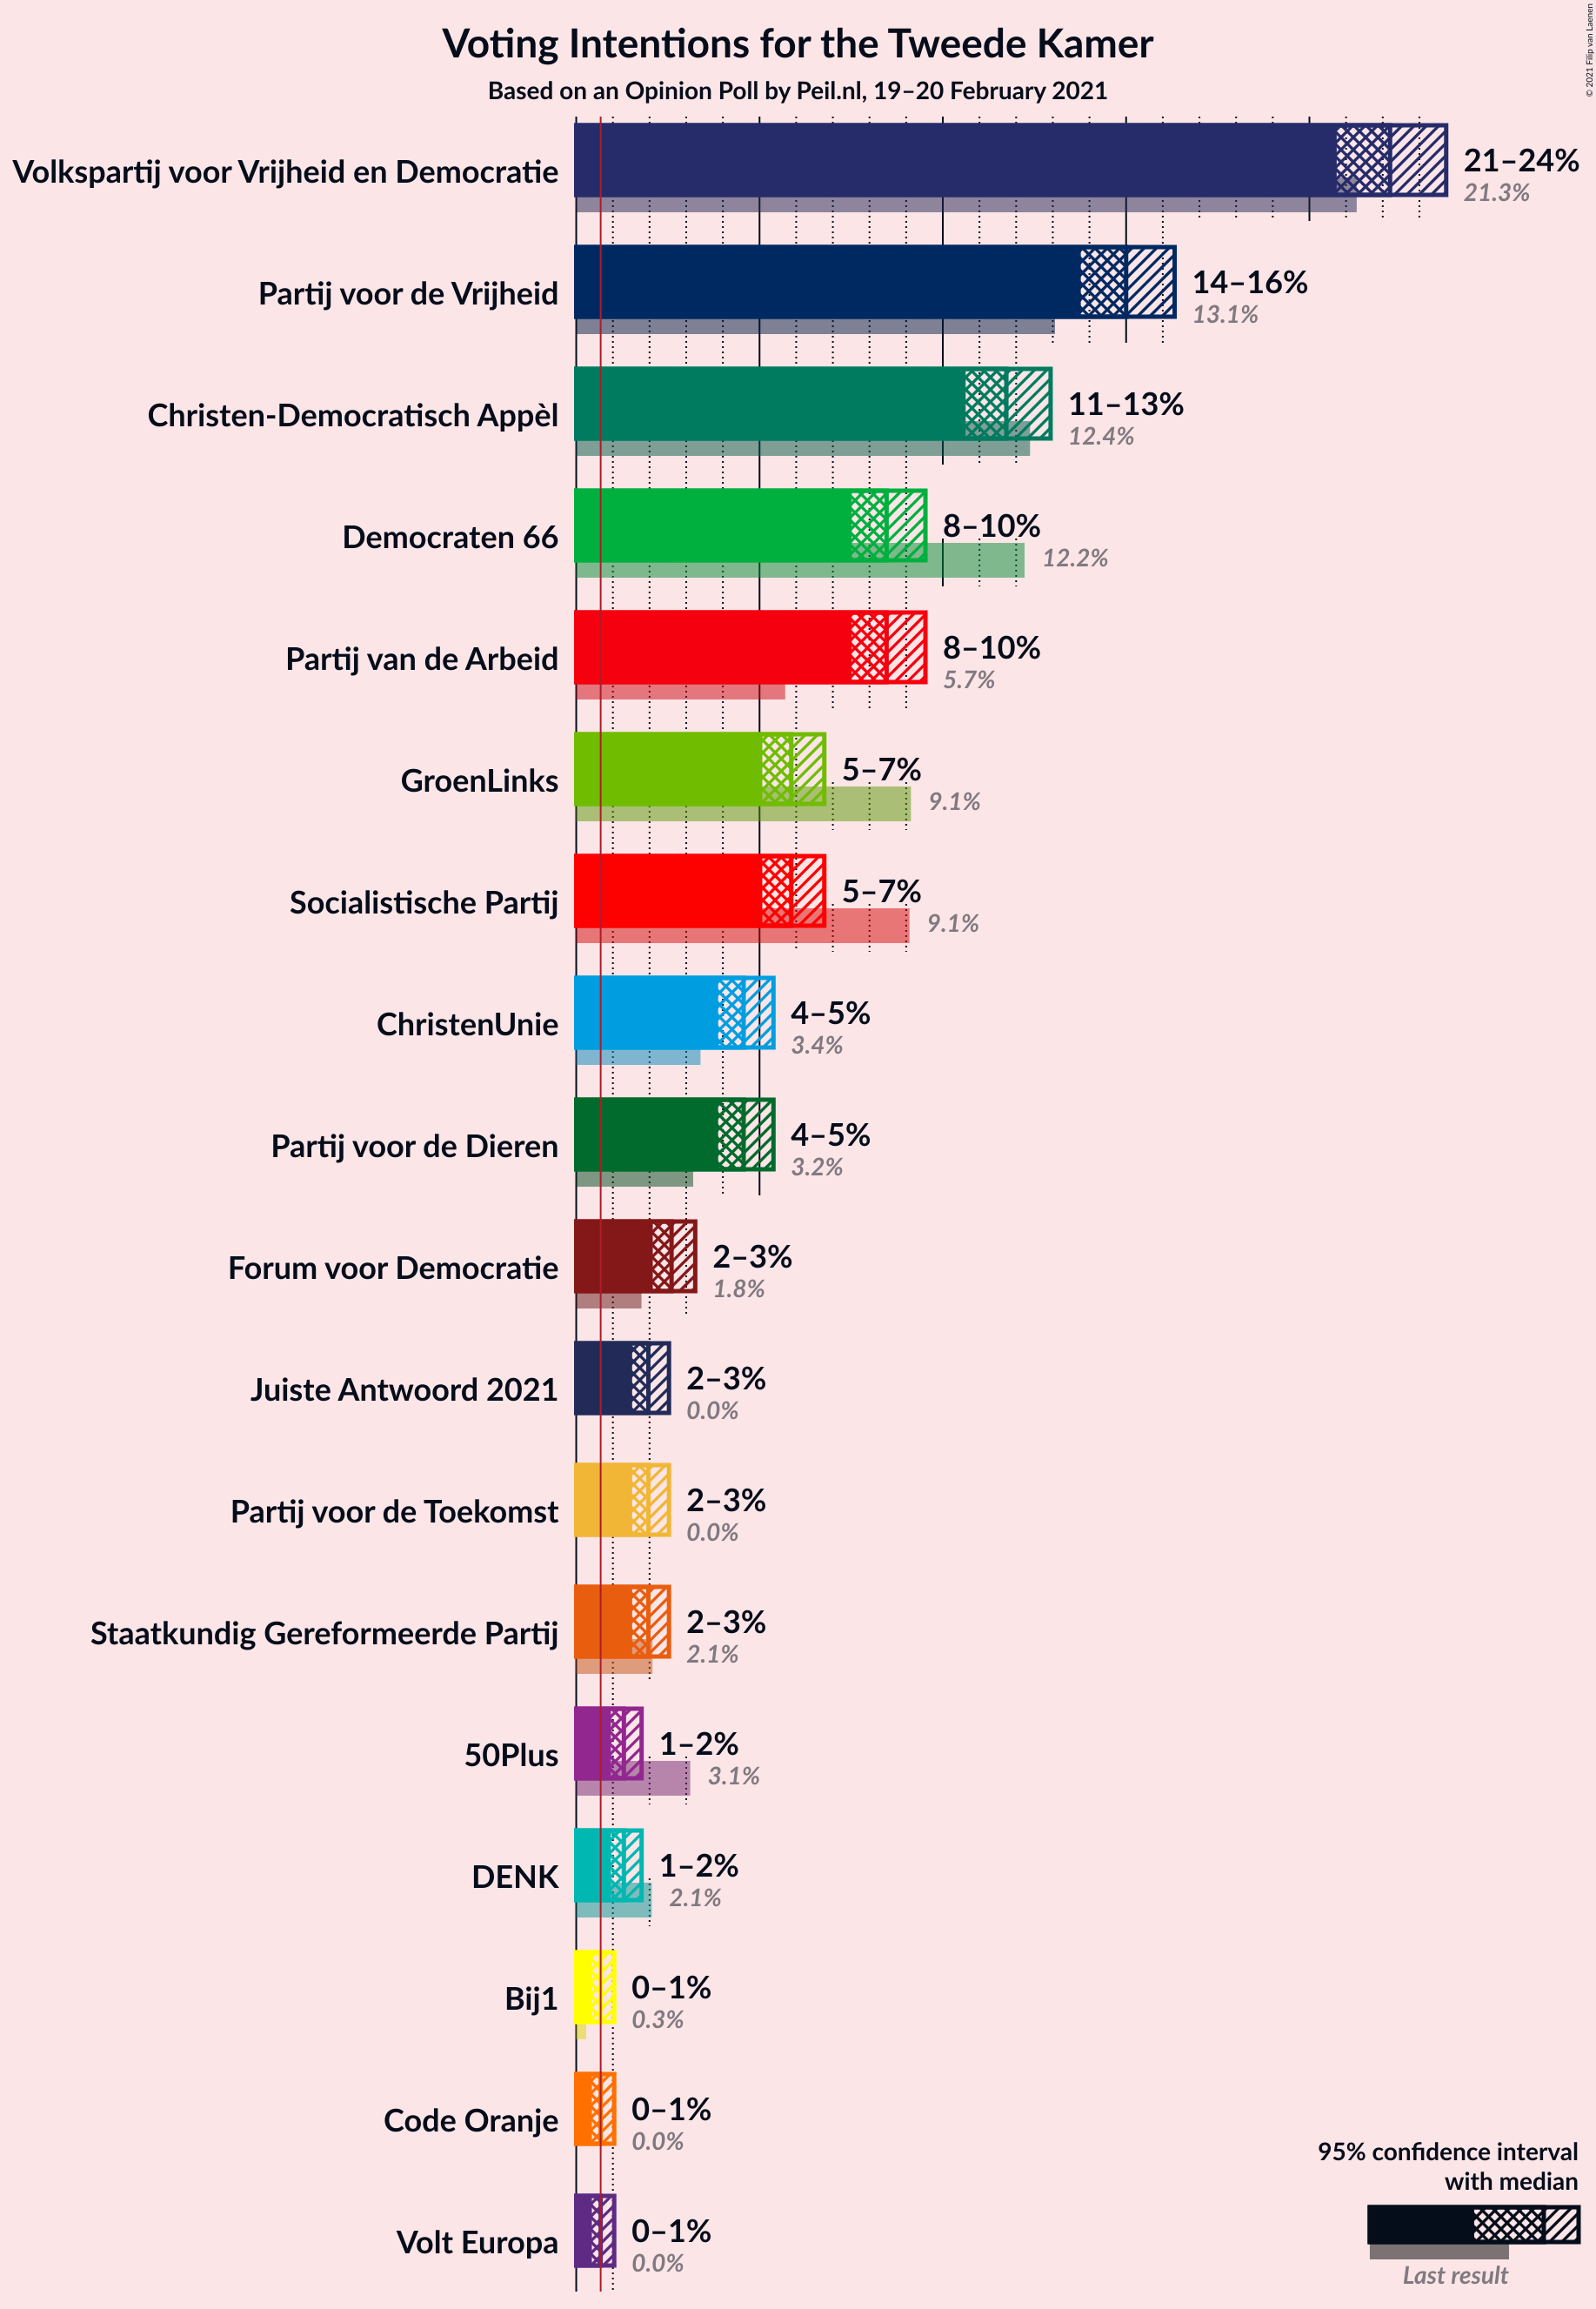 Voting Intentions for the Tweede Kamer
Based on an Opinion Poll by Peil.nl, 19–20 February 2021
© 2021 Filip van Laenen
Volkspartij voor Vrijheid en Democratie
21–24%
21.3%
Partij voor de Vrijheid
14–16%
13.1%
Christen-Democratisch Appèl
11–13%
12.4%
Democraten 66
8–10%
12.2%
Partij van de Arbeid
8–10%
5.7%
GroenLinks
5–7%
9.1%
Socialistische Partij
5–7%
9.1%
ChristenUnie
4–5%
3.4%
Partij voor de Dieren
4–5%
3.2%
Forum voor Democratie
2–3%
1.8%
Juiste Antwoord 2021
2–3%
0.0%
Partij voor de Toekomst
2–3%
0.0%
Staatkundig Gereformeerde Partij
2–3%
2.1%
50Plus
1–2%
3.1%
DENK
1–2%
2.1%
Bij1
0–1%
0.3%
Code Oranje
0–1%
0.0%
Volt Europa
0–1%
0.0%
95% confidence interval
with median
Last result